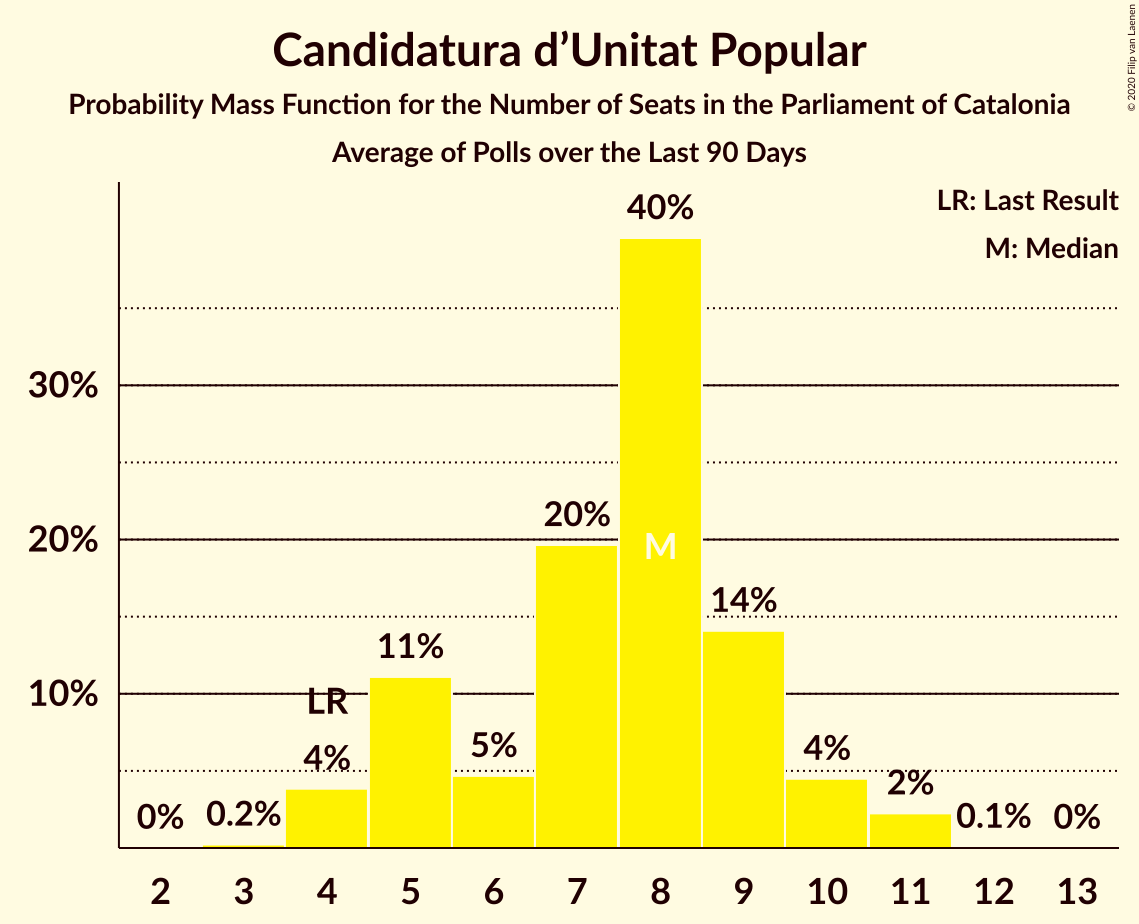 Candidatura d’Unitat Popular
Probability Mass Function for the Number of Seats in the Parliament of Catalonia
Average of Polls over the Last 90 Days
© 2020 Filip van Laenen
LR: Last Result
M: Median
40%
30%
20%
20%
M
14%
11%
10%
LR
5%
4%
4%
2%
0%
0.2%
0.1%
0%
2 3 4 5 6 7 8 9 10 11 12 13